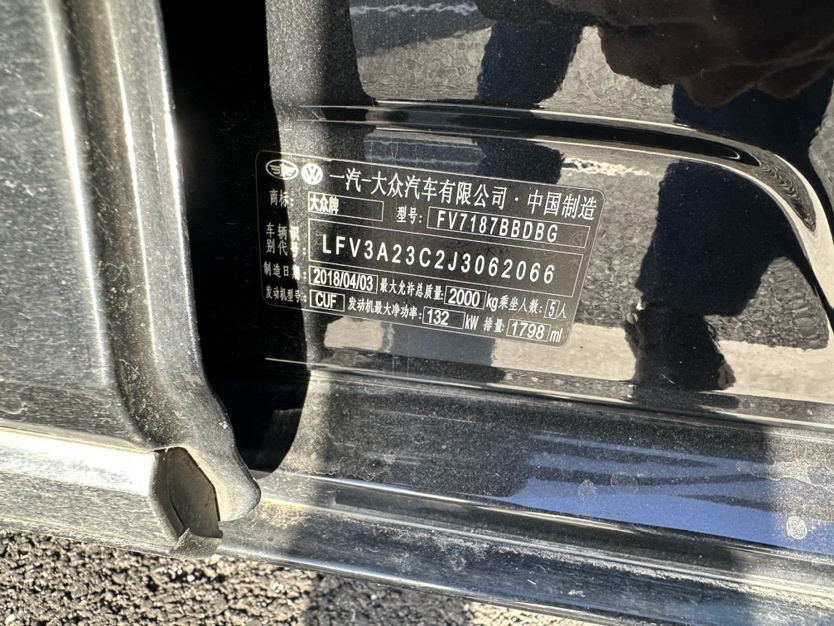 一汽-大众汽车有限公司·中国制造
商标: 大众牌 型号: FV7187BBDBG
车辆识别代号: LFV3A23C2J3062066
制造日期: 2018/04/03 最大允许总质量: 2000 kg 乘坐人数: 5 人
发动机型号: CUF 发动机最大净功率: 132 kW 排量: 1798 ml